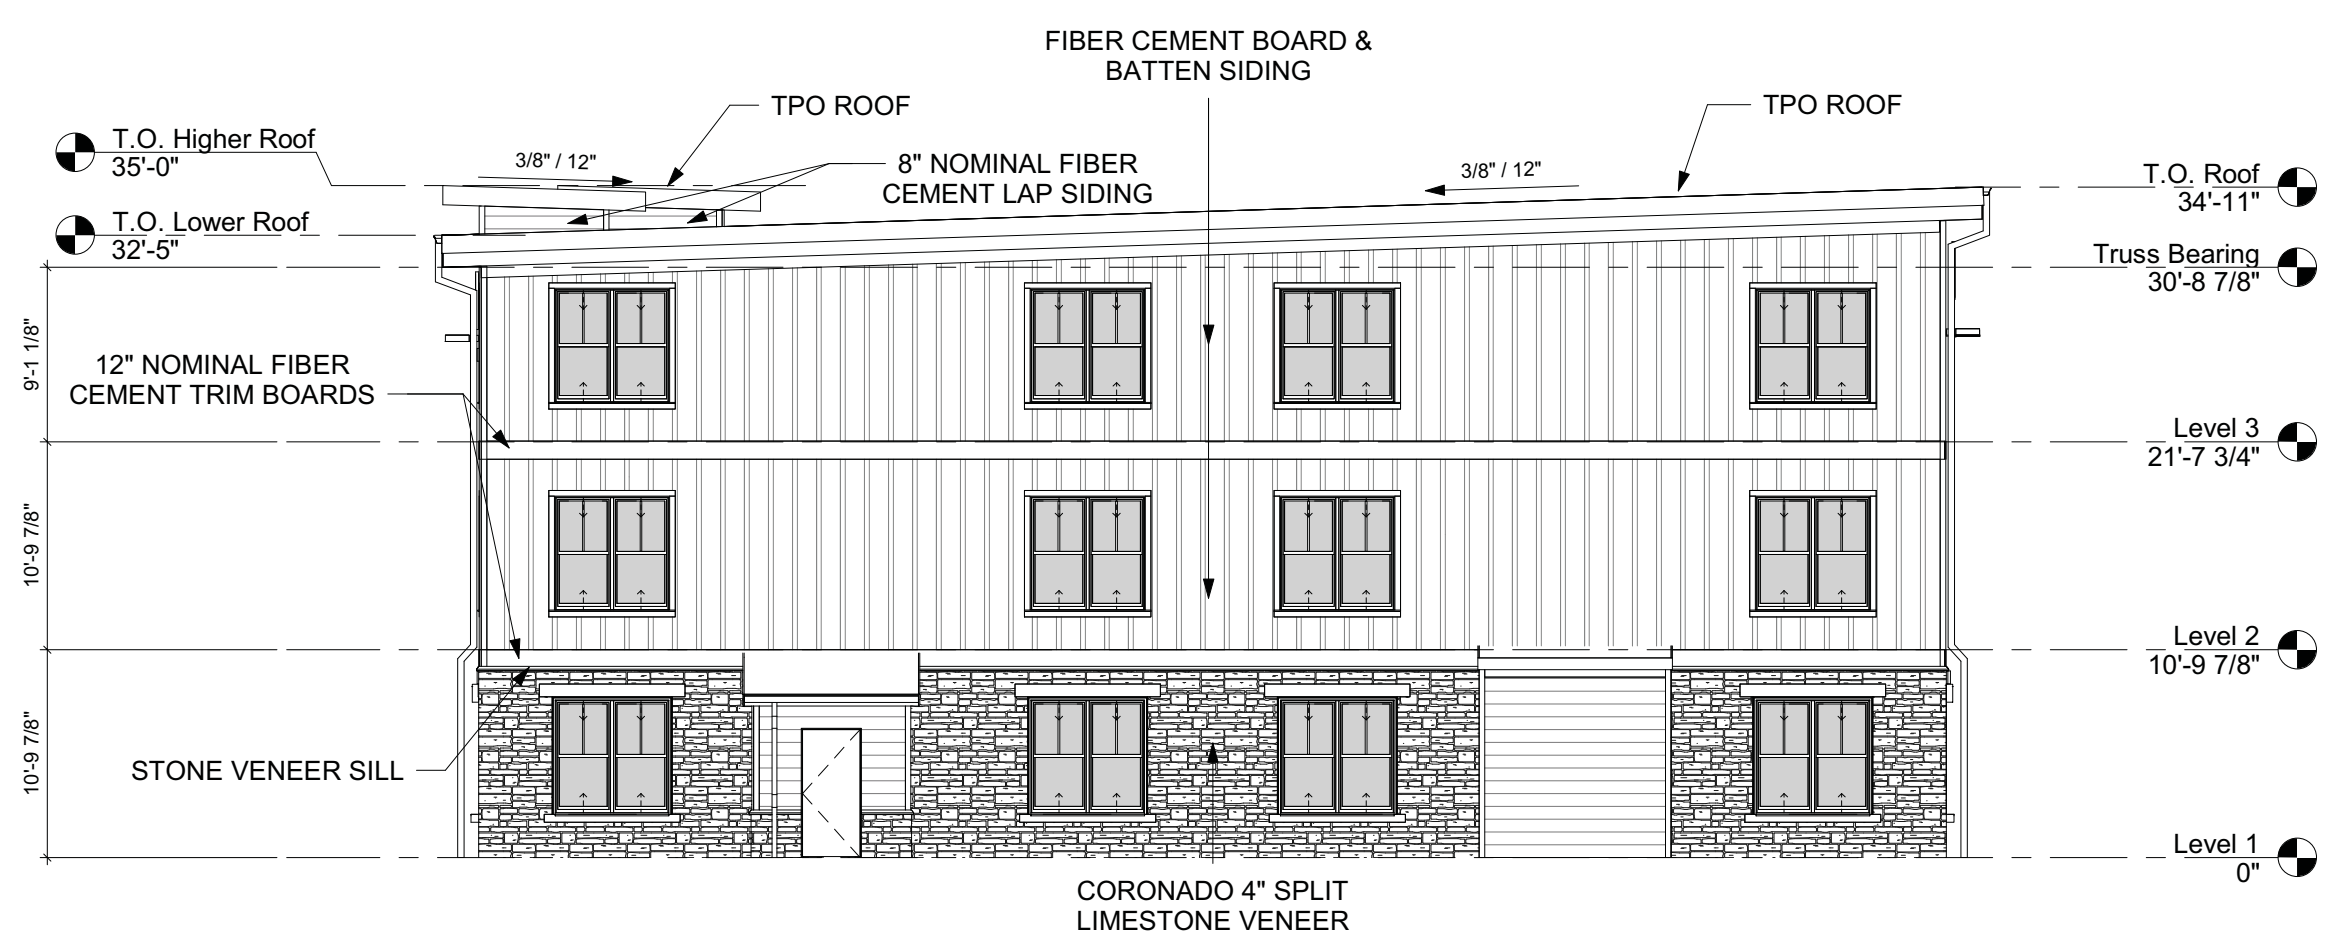 FIBER CEMENT BOARD &
BATTEN SIDING
TPO ROOF
TPO ROOF
T.O. Higher Roof
35'-0"
3/8" / 12"
8" NOMINAL FIBER
CEMENT LAP SIDING
3/8" / 12"
T.O. Roof
34'-11"
T.O. Lower Roof
32'-5"
Truss Bearing
30'-8 7/8"
9'-1 1/8"
12" NOMINAL FIBER
CEMENT TRIM BOARDS
Level 3
21'-7 3/4"
10'-9 7/8"
Level 2
10'-9 7/8"
10'-9 7/8"
STONE VENEER SILL
Level 1
0"
CORONADO 4" SPLIT
LIMESTONE VENEER